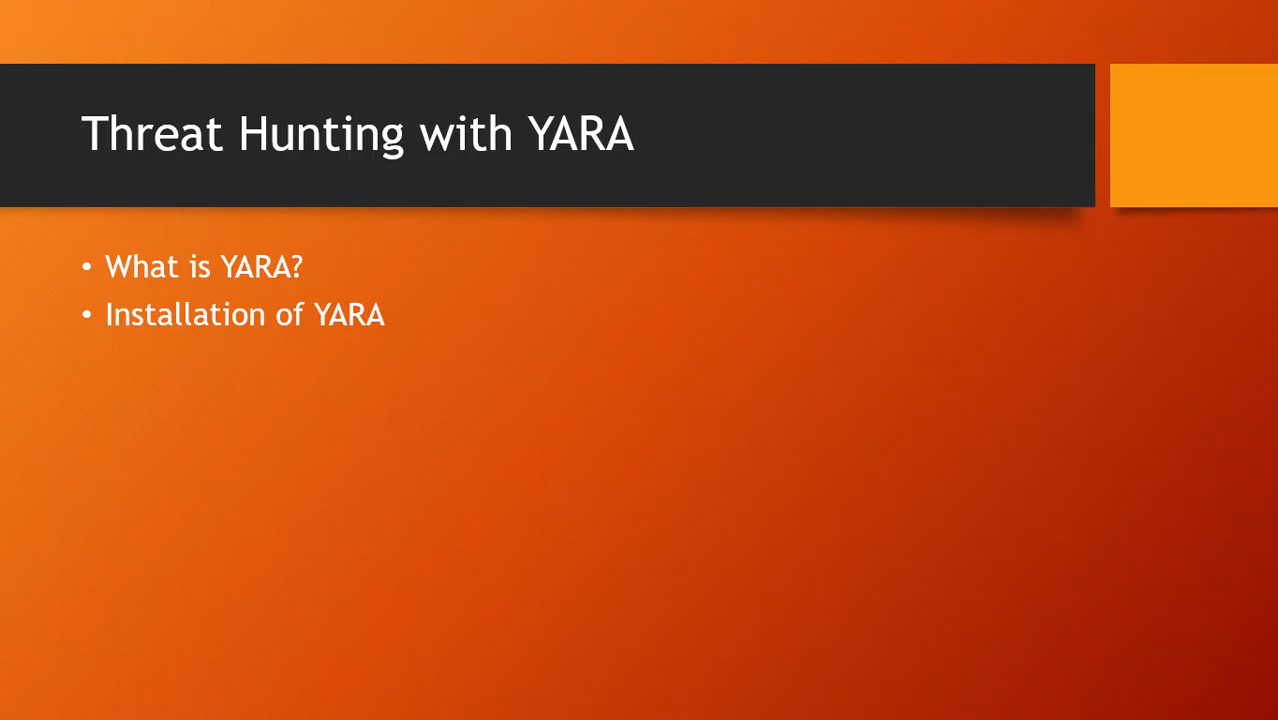 Threat Hunting with YARA
• What is YARA?
• Installation of YARA